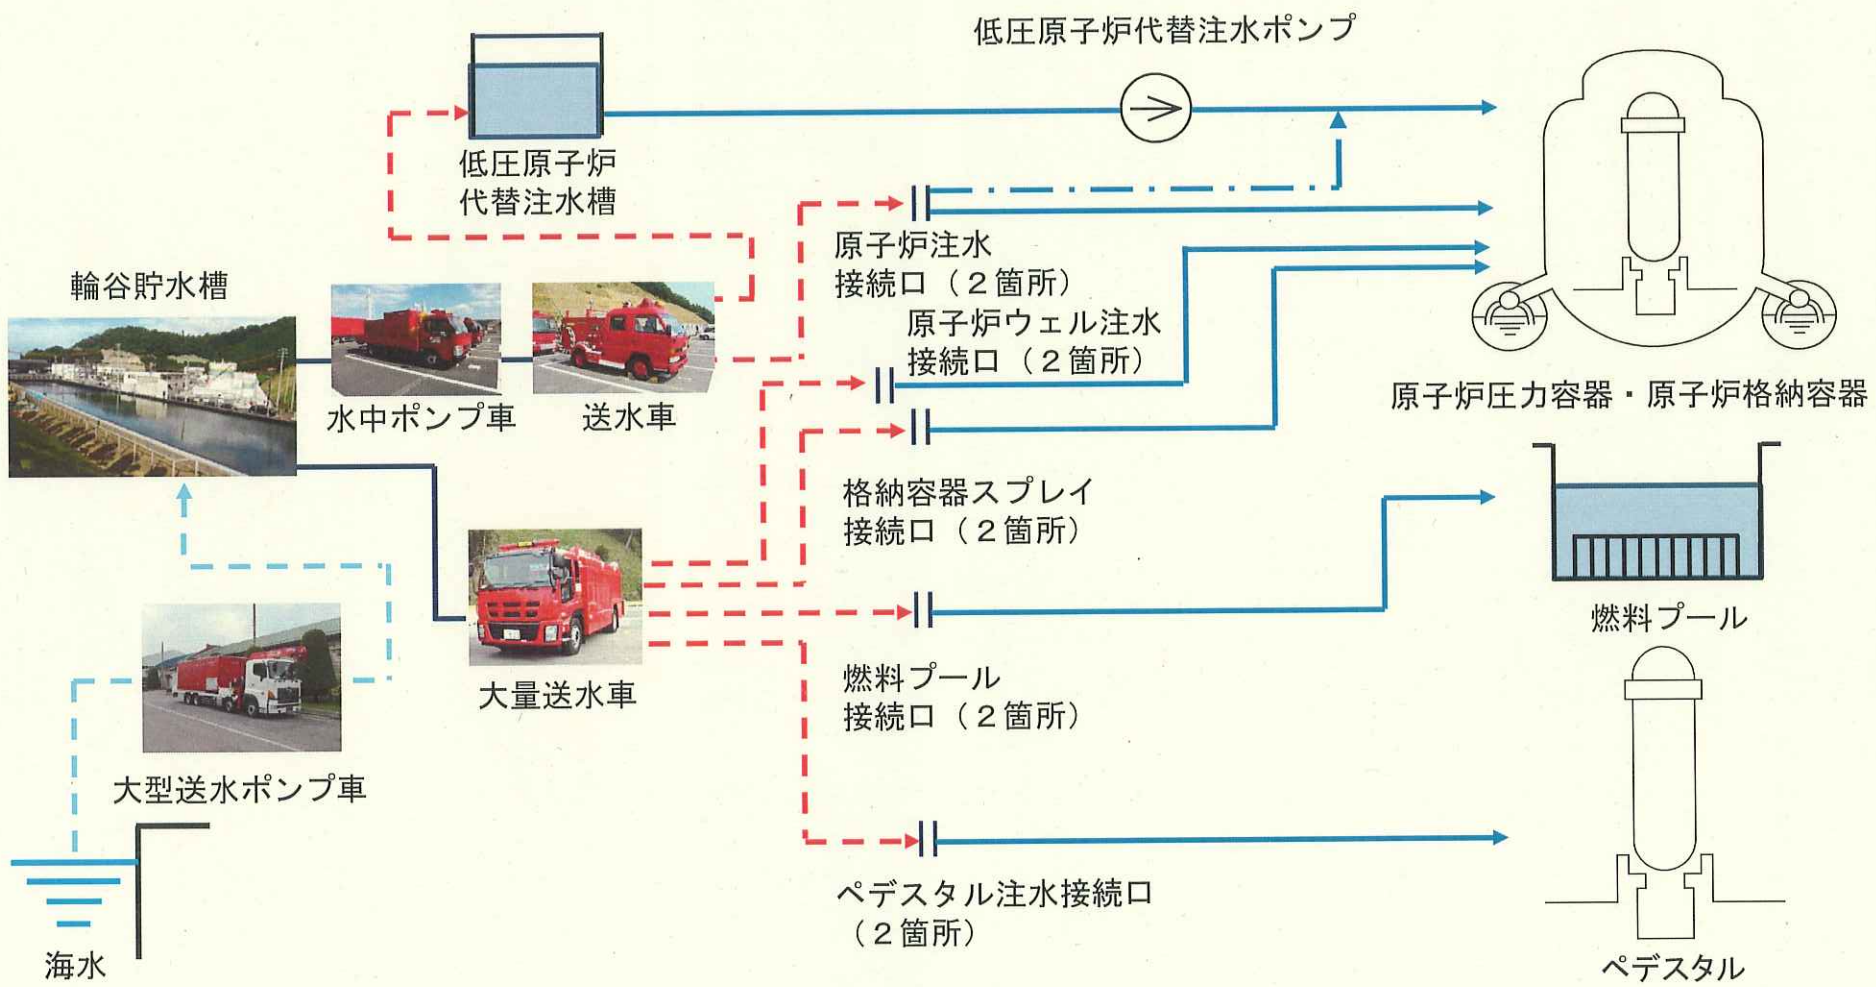 低圧原子炉代替注水ポンプ
低圧原子炉
代替注水槽
原子炉注水
接続口（２箇所）
輪谷貯水槽
原子炉ウェル注水
接続口（２箇所）
水中ポンプ車
送水車
原子炉圧力容器・原子炉格納容器
格納容器スプレイ
接続口（２箇所）
燃料プール
大量送水車
燃料プール
接続口（２箇所）
大型送水ポンプ車
ペデスタル注水接続口
（２箇所）
海水
ペデスタル